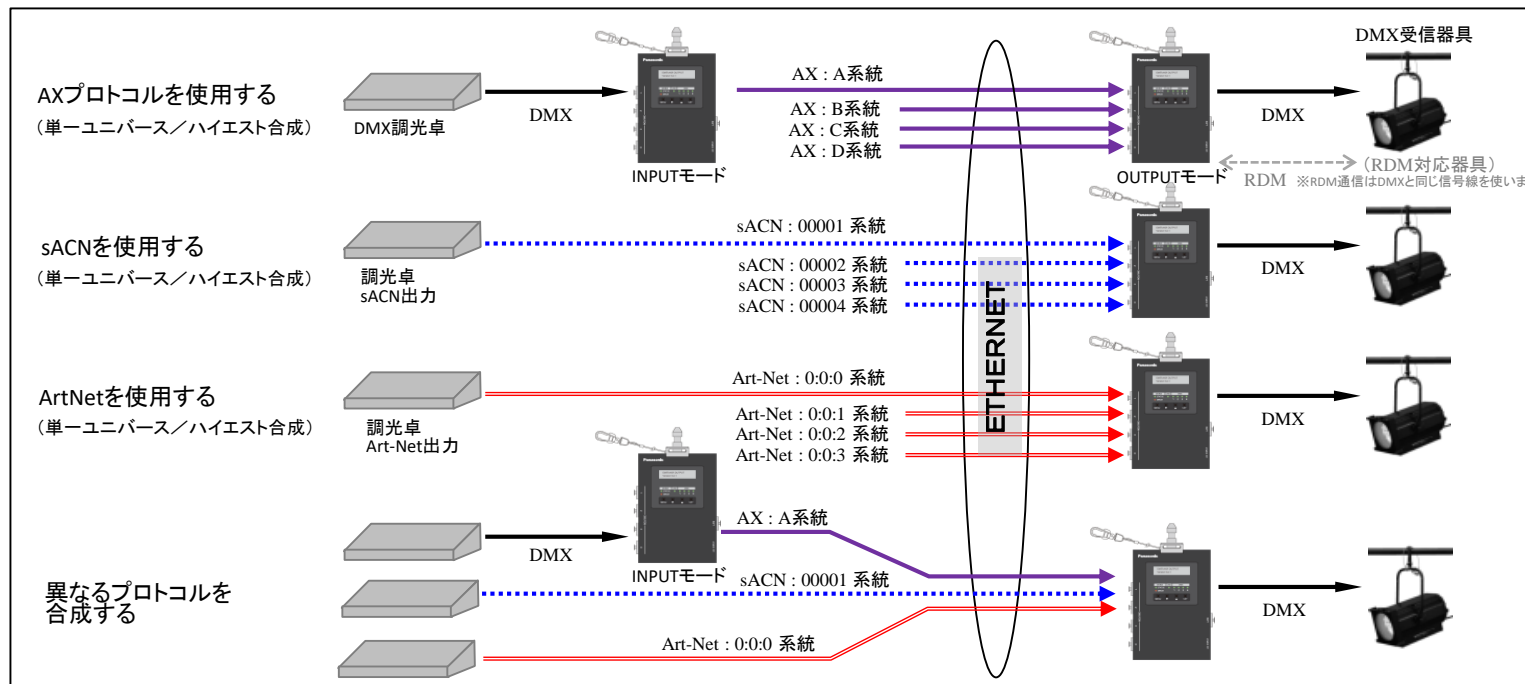 DMX受信器具
AXプロトコルを使用する
(単一ユニバース／ハイエスト合成)
DMX調光卓
DMX
Panasonic
INPUTモード
AX : A系統
AX : B系統
AX : C系統
AX : D系統
Panasonic
OUTPUTモード
DMX
RDM
(RDM対応器具)
※RDM通信はDMXと同じ信号線を使いま
sACNを使用する
(単一ユニバース／ハイエスト合成)
調光卓
sACN出力
sACN : 00001 系統
sACN : 00002 系統
sACN : 00003 系統
sACN : 00004 系統
Panasonic
DMX
ETHERNET
ArtNetを使用する
(単一ユニバース／ハイエスト合成)
調光卓
Art-Net出力
Art-Net : 0:0:0 系統
Art-Net : 0:0:1 系統
Art-Net : 0:0:2 系統
Art-Net : 0:0:3 系統
Panasonic
DMX
異なるプロトコルを
合成する
DMX
Panasonic
INPUTモード
AX : A系統
sACN : 00001 系統
Art-Net : 0:0:0 系統
Panasonic
DMX